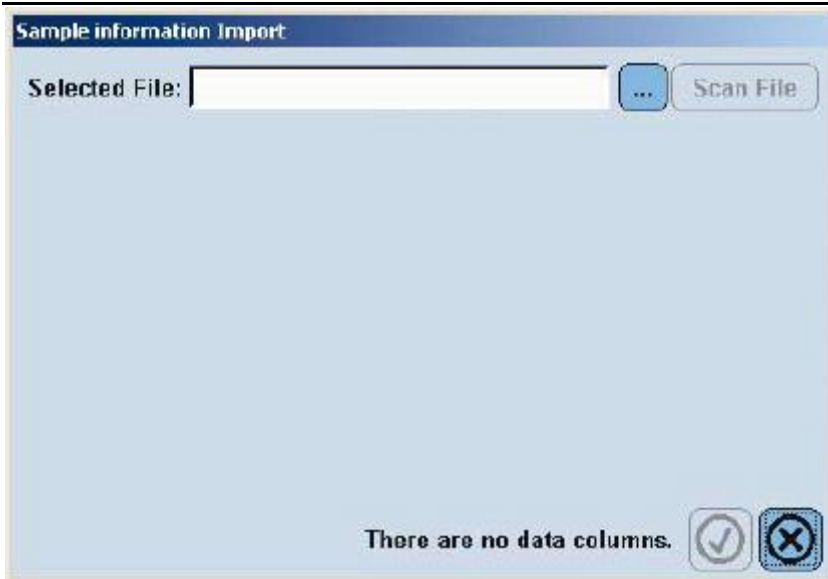 Sample information Import
Selected File: ... Scan File
There are no data columns.